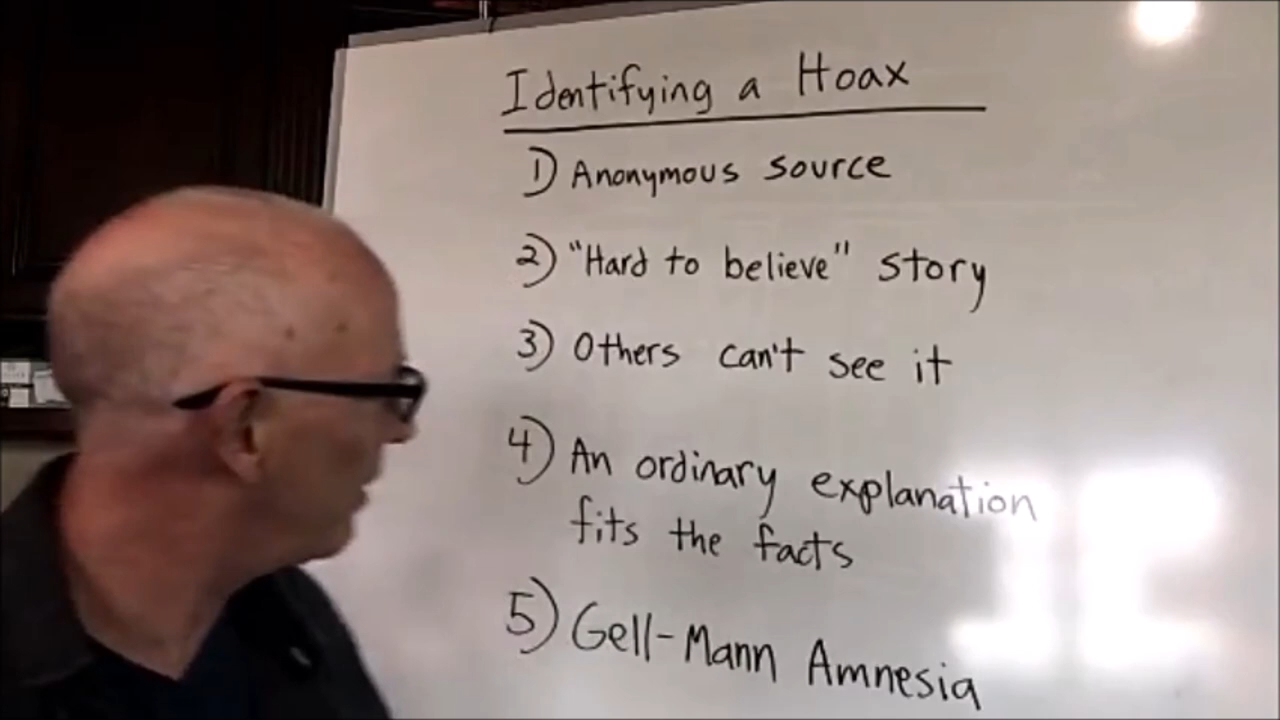 Identifying a Hoax
1) Anonymous source
2) "Hard to believe" story
3) Others can't see it
4) An ordinary explanation
fits the facts
5) Gell-Mann Amnesia